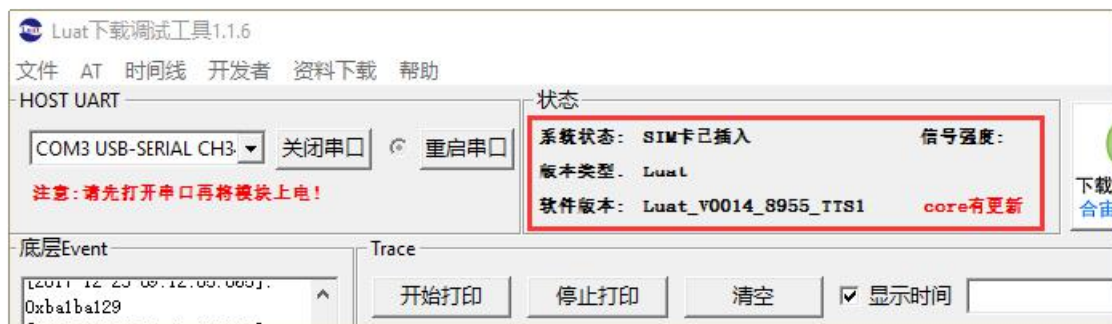 Luat下载调试工具1.1.6
文件 AT 时间线 开发者 资料下载 帮助
HOST UART
状态
COM3 USB-SERIAL CH3
关闭串口
重启串口
注意:请先打开串口再将模块上电!
系统状态: SIM卡已插入 信号强度:
版本类型. Luat
软件版本: Luat_V0014_8955_TTS1 core有更新
下载
合宙
底层Event
Trace
0xba1ba129
开始打印
停止打印
清空
显示时间